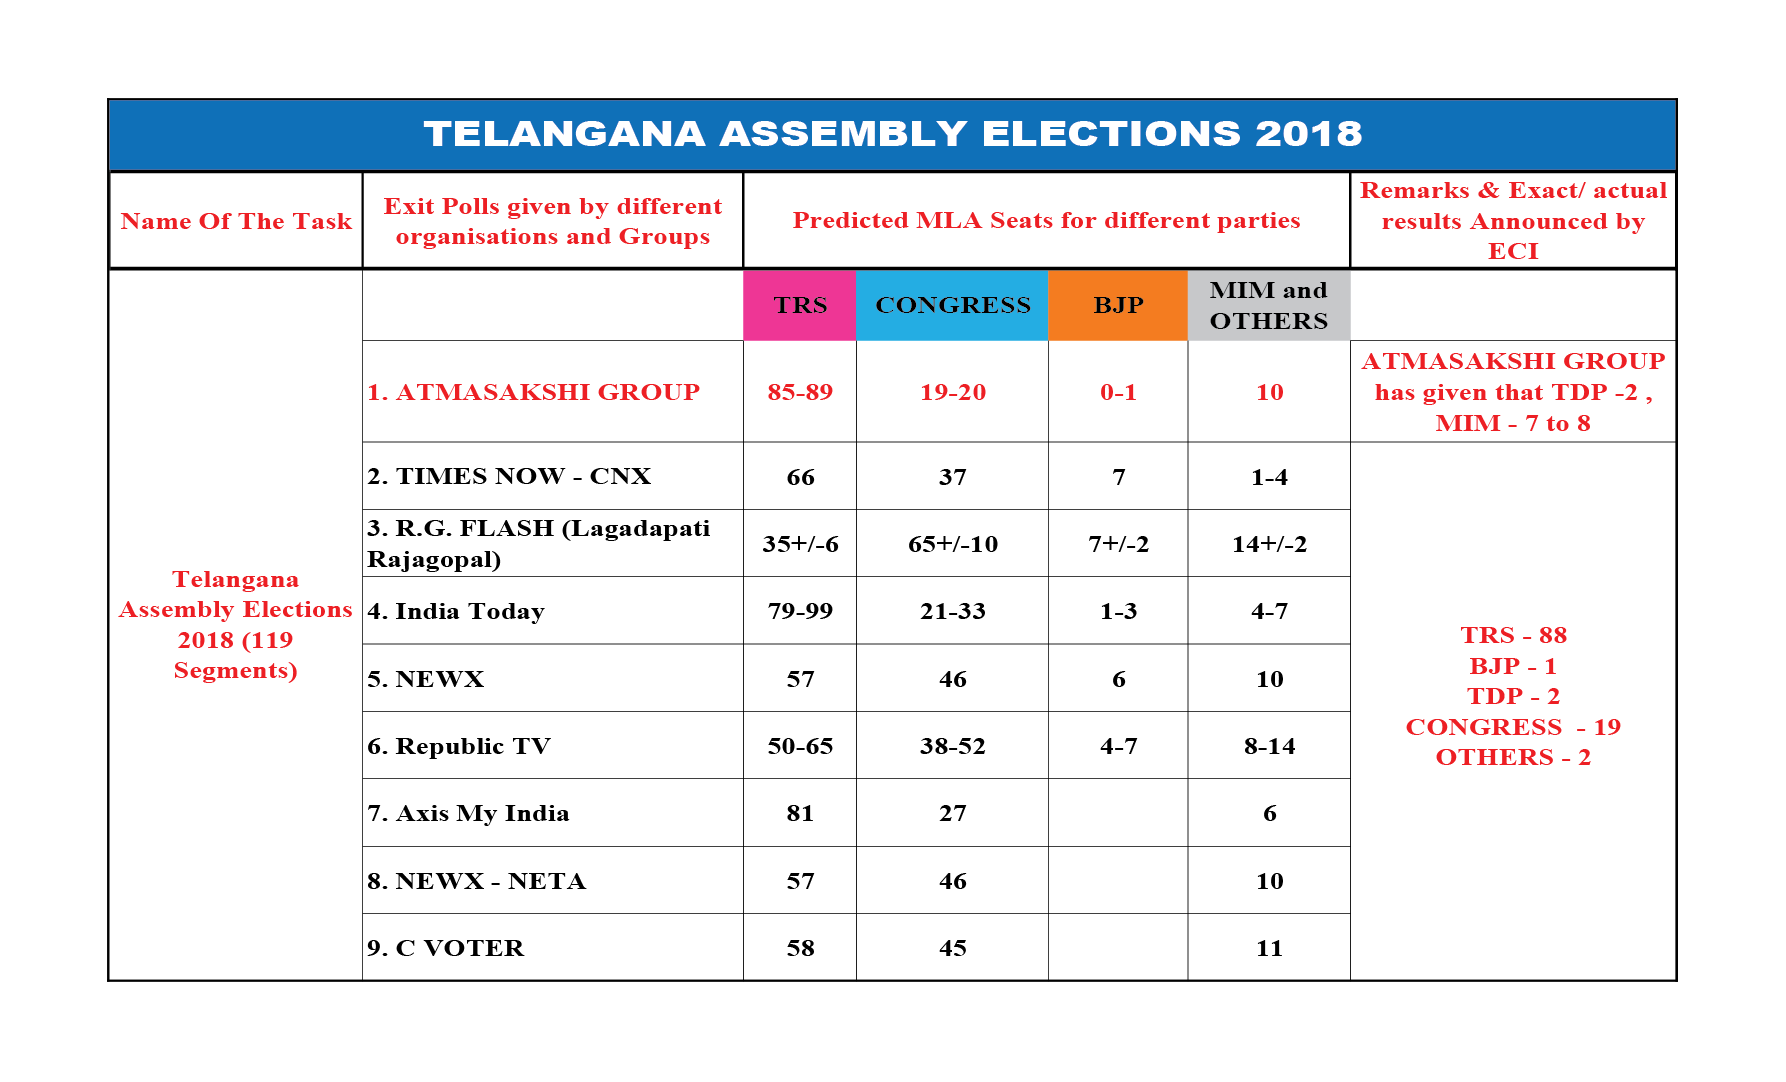 TELANGANA ASSEMBLY ELECTIONS 2018
Name Of The Task
Exit Polls given by different
organisations and Groups
Predicted MLA Seats for different parties
Remarks & Exact/ actual
results Announced by
ECI
TRS
CONGRESS
BJP
MIM and
OTHERS
Telangana
Assembly Elections
2018 (119
Segments)
1. ATMASAKSHI GROUP
85-89
19-20
0-1
10
ATMASAKSHI GROUP
has given that TDP -2 ,
MIM - 7 to 8
2. TIMES NOW - CNX
66
37
7
1-4
3. R.G. FLASH (Lagadapati
Rajagopal)
35+/-6
65+/-10
7+/-2
14+/-2
4. India Today
79-99
21-33
1-3
4-7
5. NEWX
57
46
6
10
6. Republic TV
50-65
38-52
4-7
8-14
7. Axis My India
81
27
6
8. NEWX - NETA
57
46
10
9. C VOTER
58
45
11
TRS - 88
BJP - 1
TDP - 2
CONGRESS  - 19
OTHERS - 2